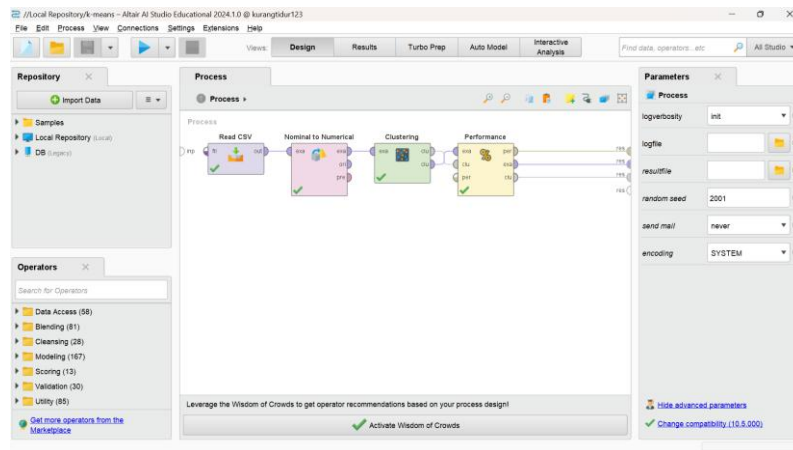 //Local Repository/k-means – Altair AI Studio Educational 2024.1.0 @ kurangtidur123
File Edit Process View Connections Settings Extensions Help
Views: Design Results Turbo Prep Auto Model Interactive Analysis
Find data, operators...etc All Studio
Repository
Import Data
Samples
Local Repository (Local)
DB (Legacy)
Operators
Search for Operators
Data Access (58)
Blending (81)
Cleansing (28)
Modeling (167)
Scoring (13)
Validation (30)
Utility (85)
Get more operators from the
Marketplace
Process
Process
Process
Read CSV Nominal to Numerical Clustering Performance
inp fil out exa exa exa clu exa per res
ori clu clu exa res
pre per clu res
res
Leverage the Wisdom of Crowds to get operator recommendations based on your process design!
Activate Wisdom of Crowds
Parameters
Process
logverbosity init
logfile
resultfile
random seed 2001
send mail never
encoding SYSTEM
Hide advanced parameters
Change compatibility (10.5.000)